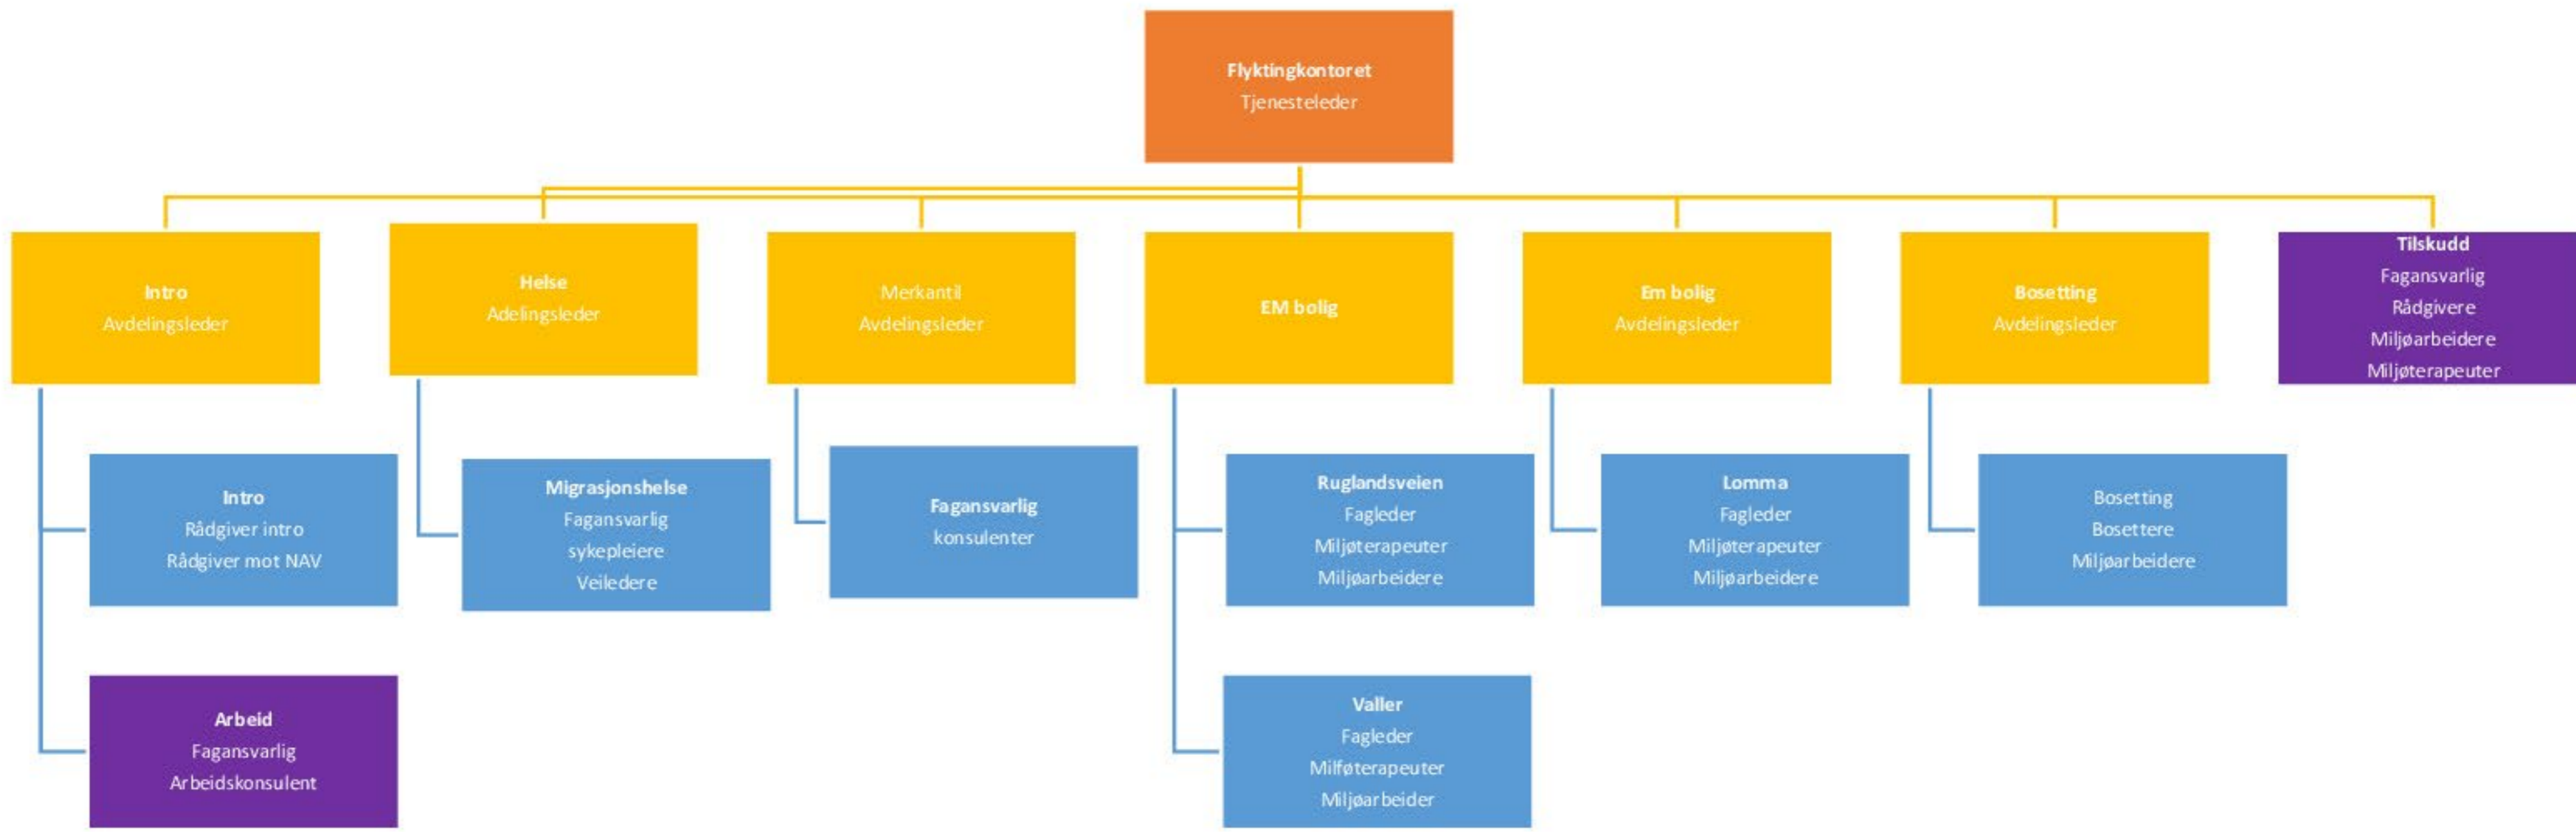 Flyktingkontoret
Tjenesteleder
Intro
Avdelingsleder
Helse
Adelingsleder
Merkantil
Avdelingsleder
EM bolig
Em bolig
Avdelingsleder
Bosetting
Avdelingsleder
Tilskudd
Fagansvarlig
Rådgivere
Miljøarbeidere
Miljøterapeuter
Intro
Rådgiver intro
Rådgiver mot NAV
Migrasjonshelse
Fagansvarlig
sykepleiere
Veiledere
Fagansvarlig
konsulenter
Ruglandsveien
Fagleder
Miljøterapeuter
Miljøarbeidere
Lomma
Fagleder
Miljøterapeuter
Miljøarbeidere
Bosetting
Bosettere
Miljøarbeidere
Arbeid
Fagansvarlig
Arbeidskonsulent
Valler
Fagleder
Milføterapeuter
Miljøarbeider